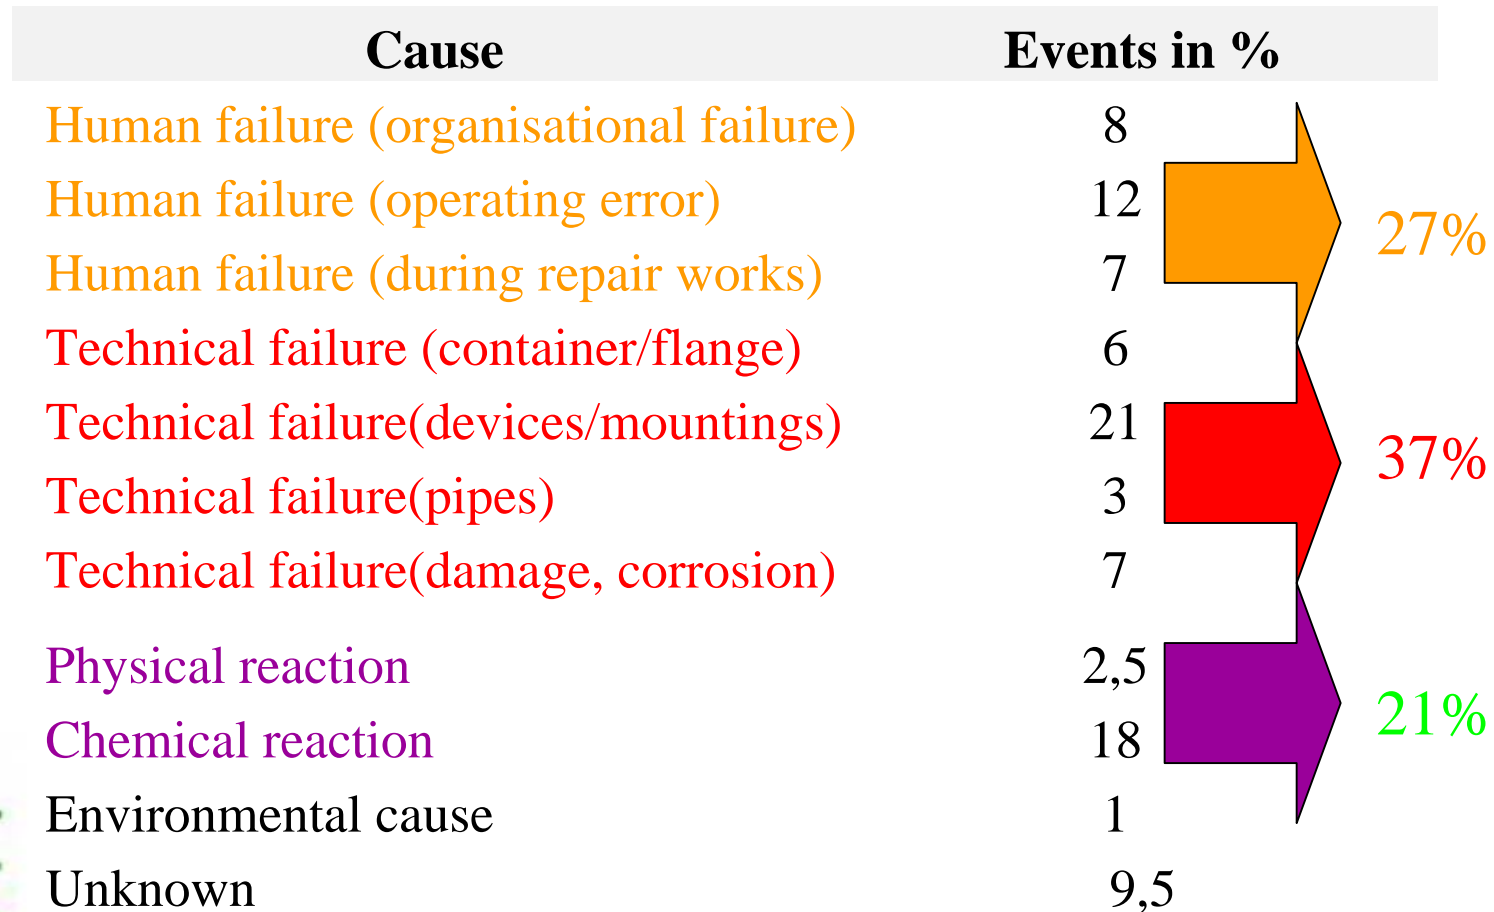 Cause Events in %
Human failure (organisational failure) 8
Human failure (operating error) 12
27%
Human failure (during repair works) 7
Technical failure (container/flange) 6
Technical failure(devices/mountings) 21
37%
Technical failure(pipes) 3
Technical failure(damage, corrosion) 7
Physical reaction 2,5
21%
Chemical reaction 18
Environmental cause 1
Unknown 9,5